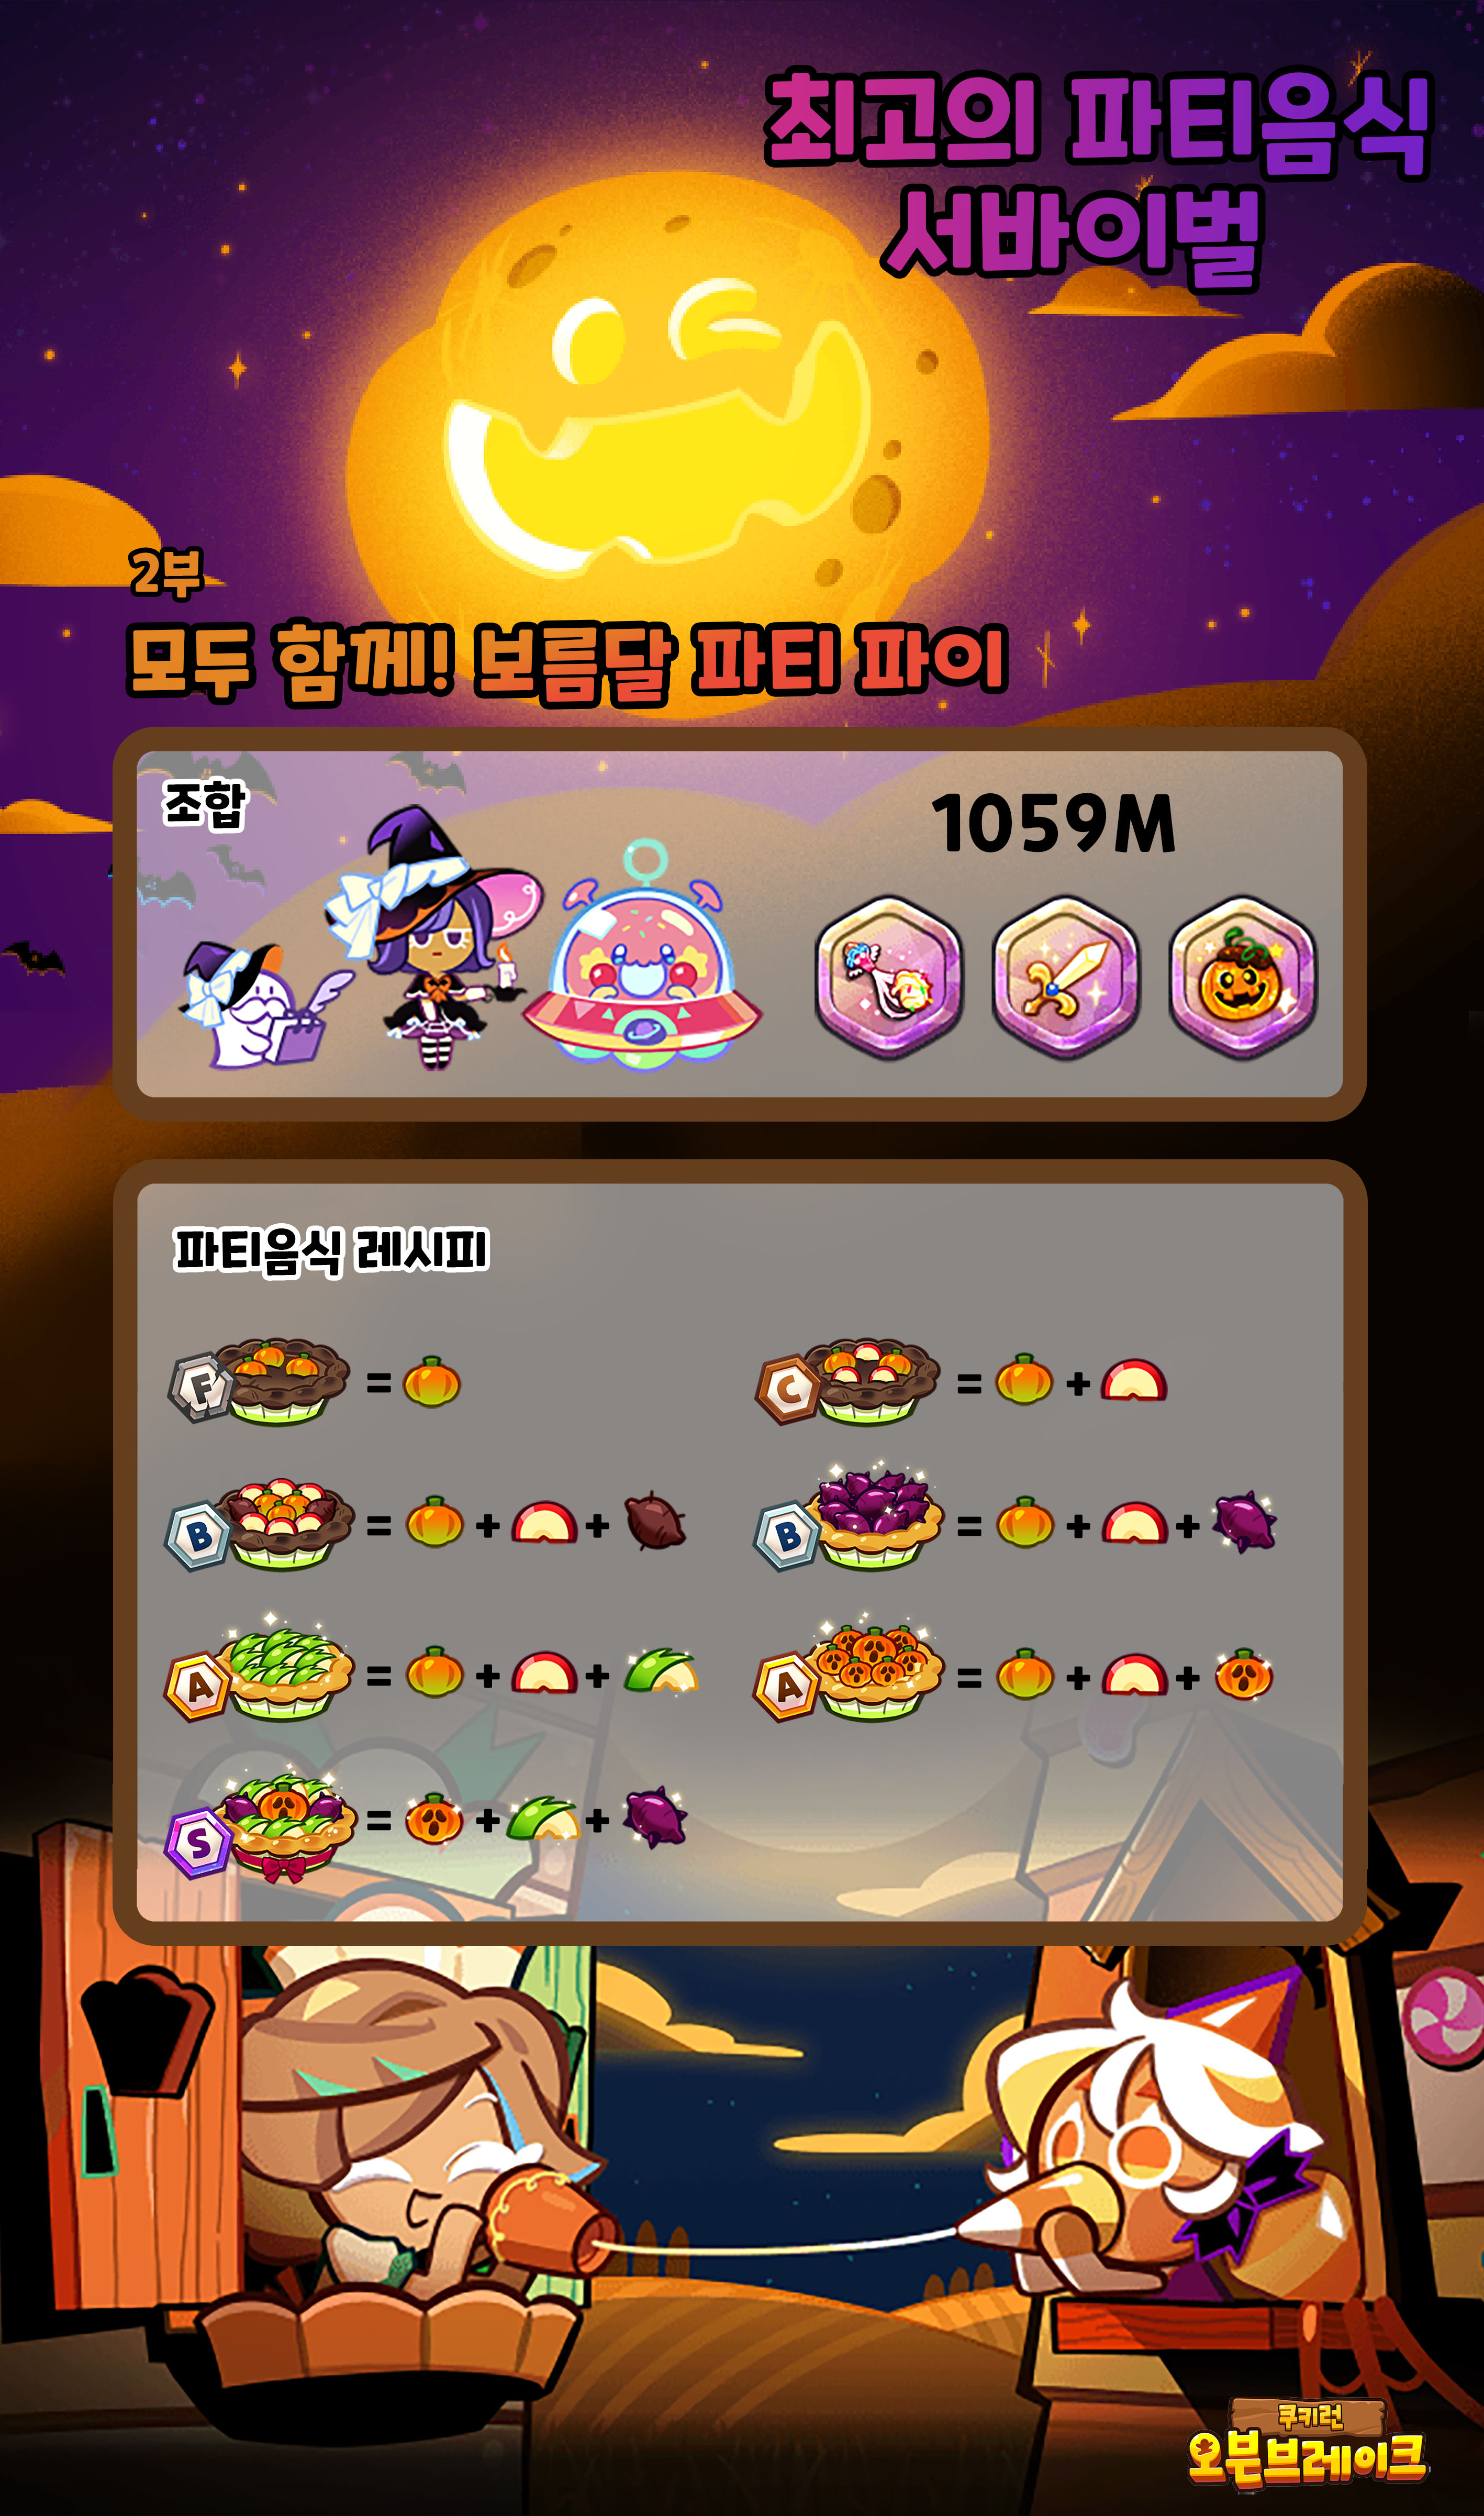 최고의 파티음식
서바이벌
2부
모두 함께! 보름달 파티 파이
조합
1059M
파티음식 레시피
F =
C = +
B = + +
B = + +
A = + +
A = + +
S = + +
쿠키런
오븐브레이크